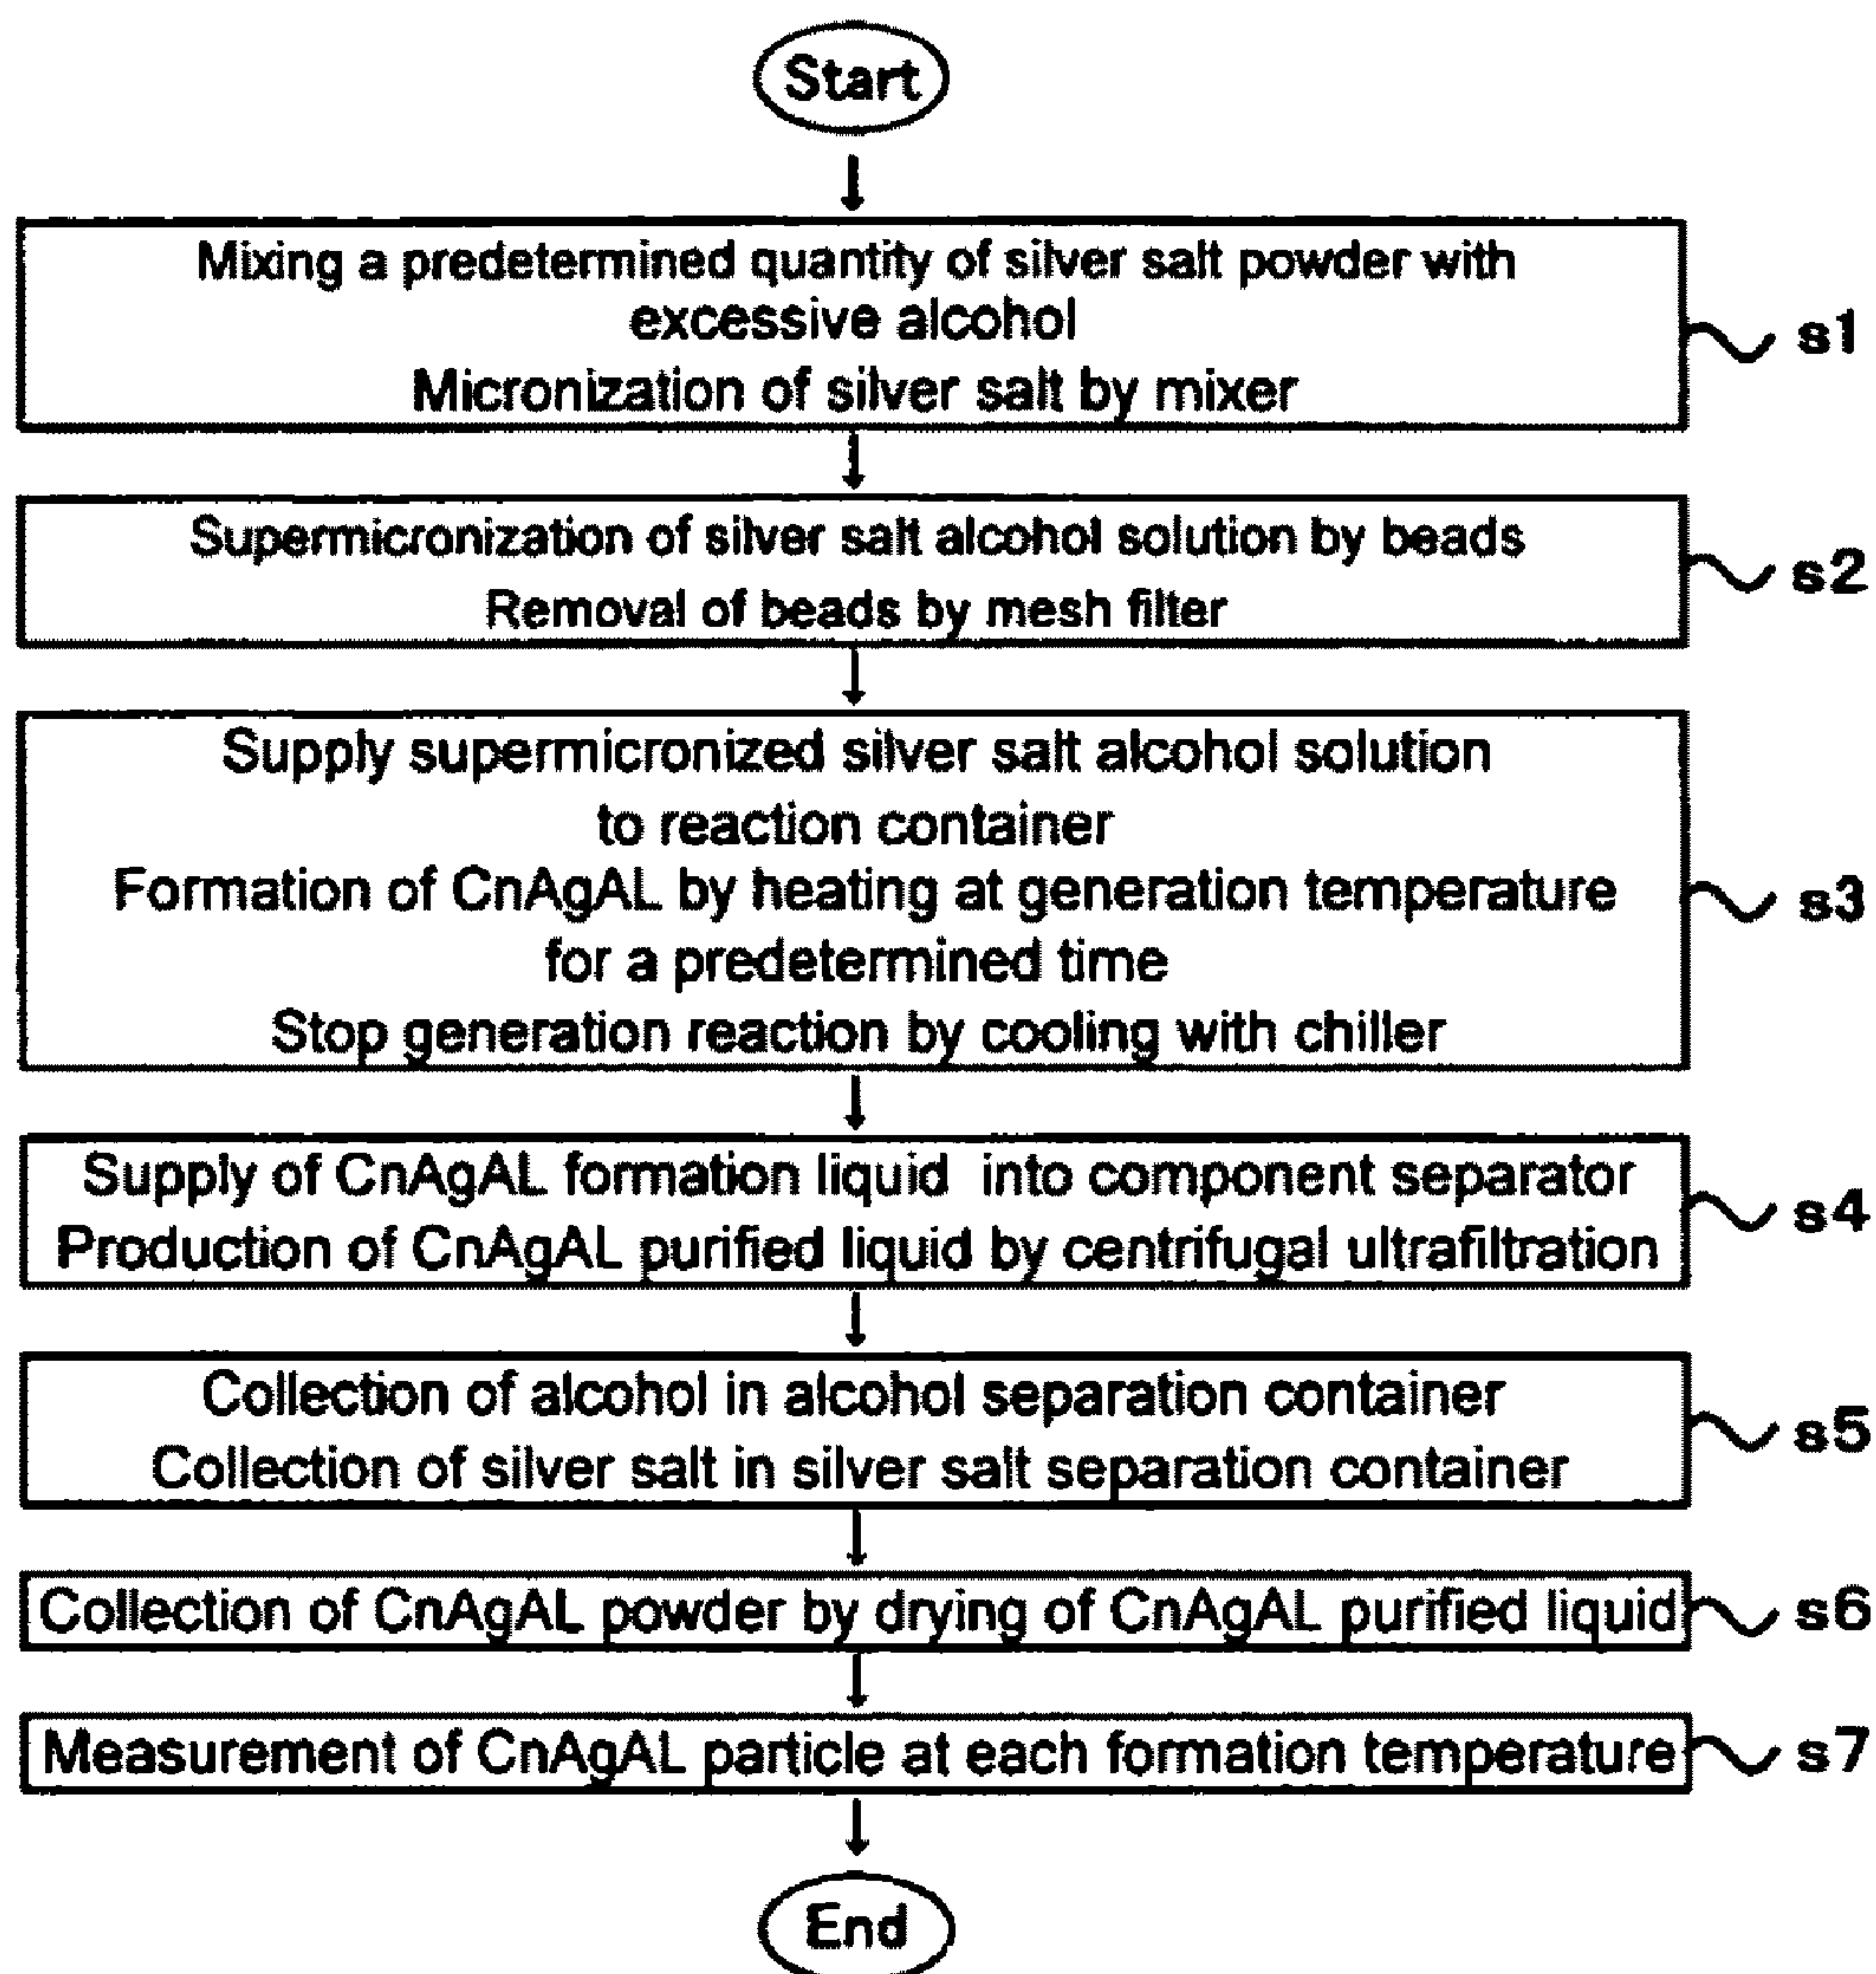 Start
Mixing a predetermined quantity of silver salt powder with
excessive alcohol
Micronization of silver salt by mixer
s1
Supermicronization of silver salt alcohol solution by beads
Removal of beads by mesh filter
s2
Supply supermicronized silver salt alcohol solution
to reaction container
Formation of CnAgAL by heating at generation temperature
for a predetermined time
Stop generation reaction by cooling with chiller
s3
Supply of CnAgAL formation liquid into component separator
Production of CnAgAL purified liquid by centrifugal ultrafiltration
s4
Collection of alcohol in alcohol separation container
Collection of silver salt in silver salt separation container
s5
Collection of CnAgAL powder by drying of CnAgAL purified liquid
s6
Measurement of CnAgAL particle at each formation temperature
s7
End